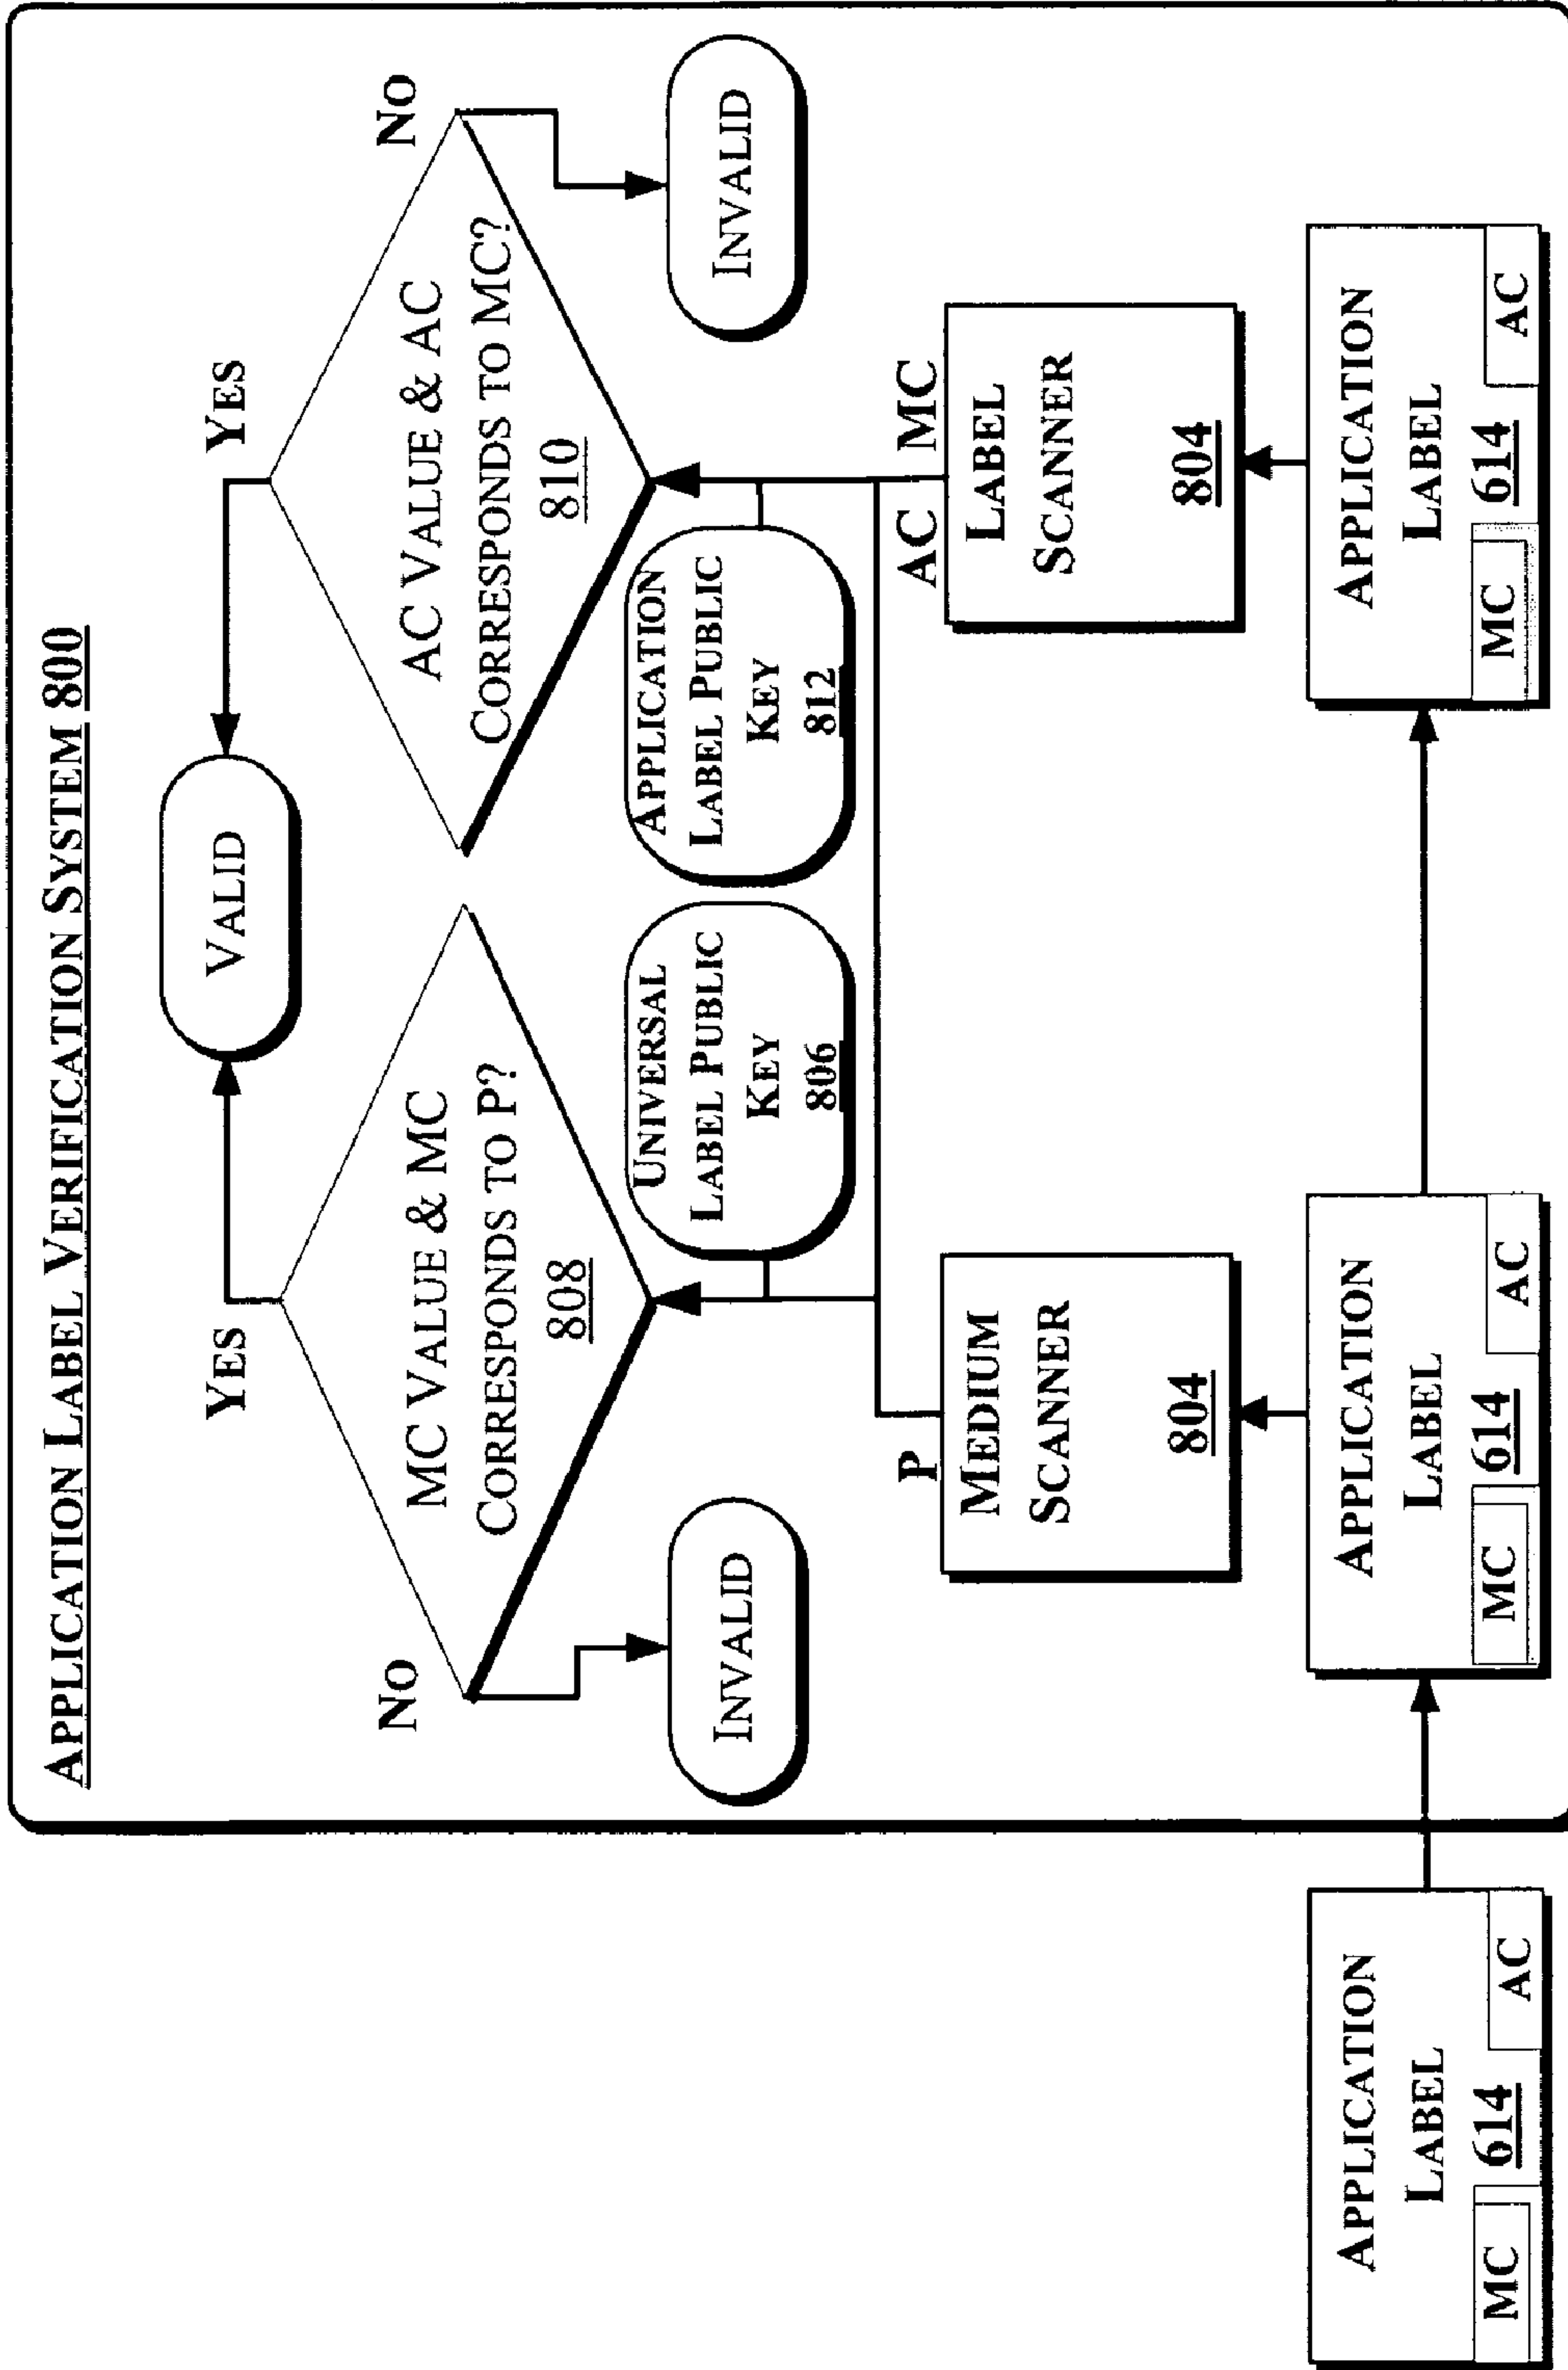 APPLICATION LABEL VERIFICATION SYSTEM 800
VALID
YES
YES
NO
MC VALUE & MC
CORRESPONDS TO P?
808
AC VALUE & AC
CORRESPONDS TO MC?
810
NO
INVALID
UNIVERSAL
LABEL PUBLIC
KEY
806
APPLICATION
LABEL PUBLIC
KEY
812
INVALID
P
AC MC
MEDIUM
SCANNER
804
LABEL
SCANNER
804
APPLICATION
LABEL
MC 614 AC
APPLICATION
LABEL
MC 614 AC
APPLICATION
LABEL
MC 614 AC